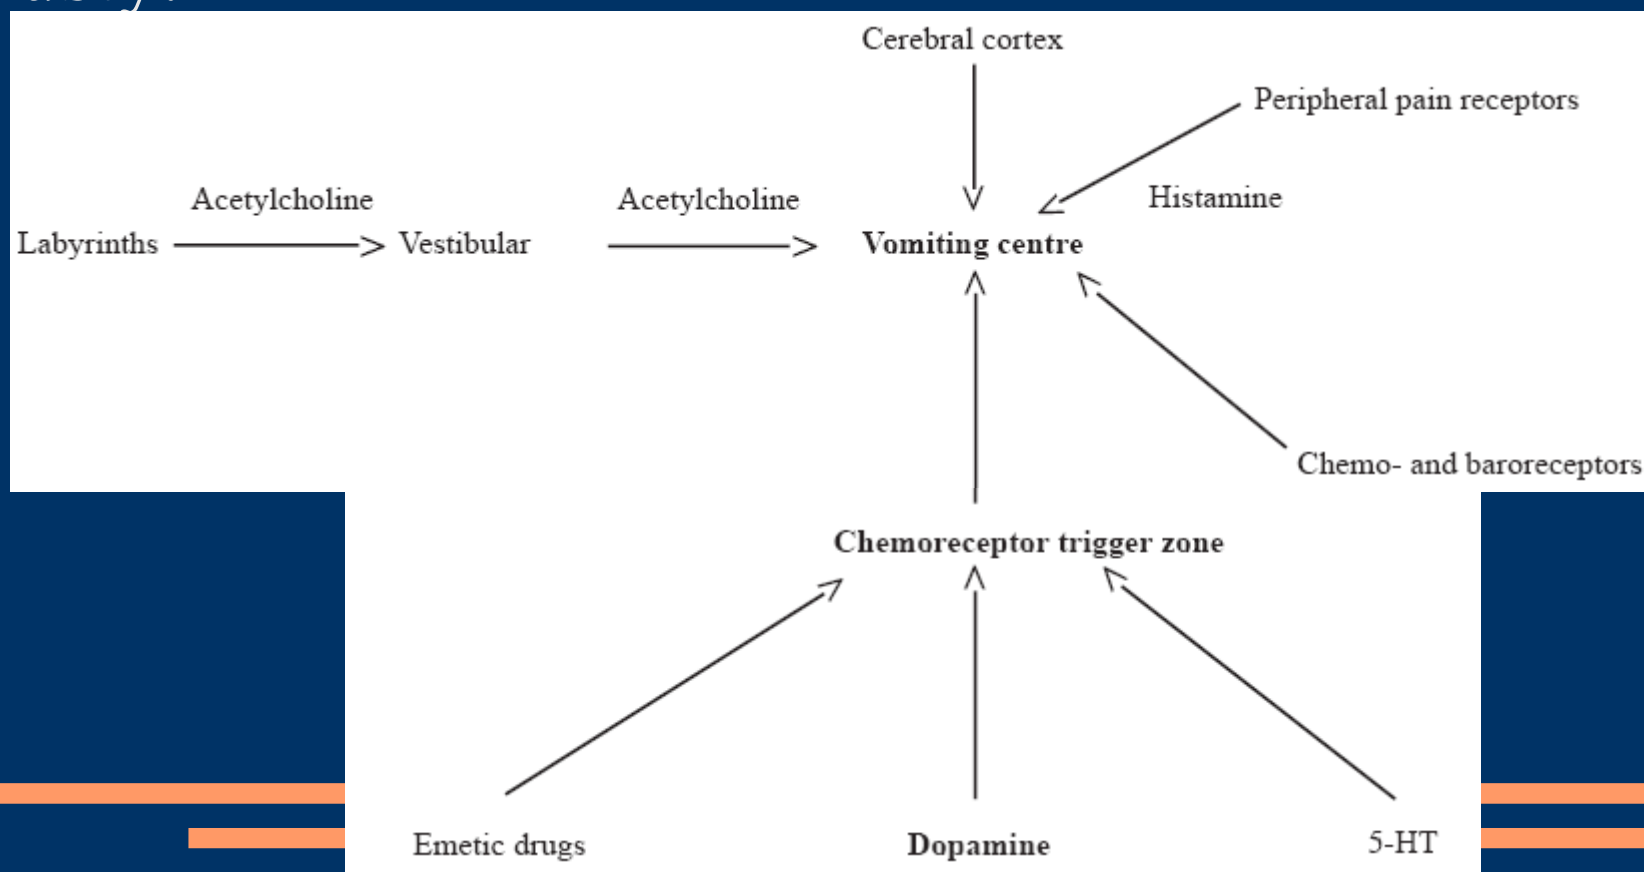 Cerebral cortex
Peripheral pain receptors
Acetylcholine Acetylcholine Histamine
Labyrinths Vestibular Vomiting centre
Chemo- and baroreceptors
Chemoreceptor trigger zone
Emetic drugs Dopamine 5-HT